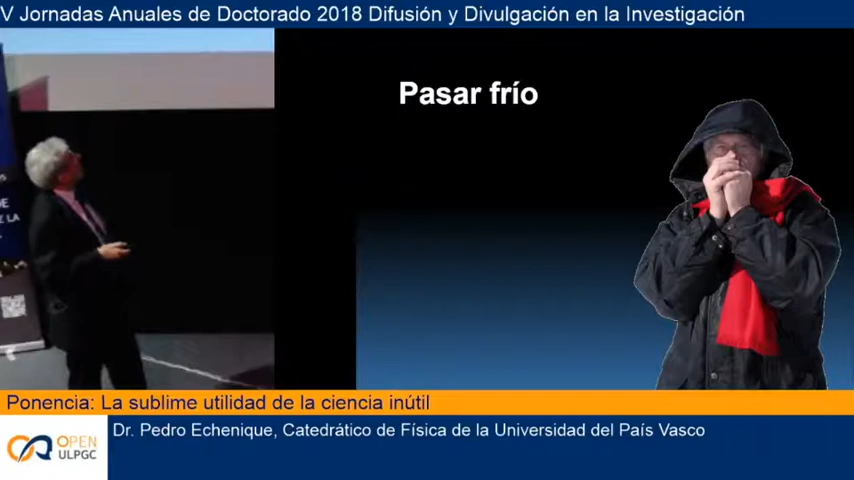 V Jornadas Anuales de Doctorado 2018 Difusión y Divulgación en la Investigación
Pasar frío
Ponencia: La sublime utilidad de la ciencia inútil
Dr. Pedro Echenique, Catedrático de Física de la Universidad del País Vasco
OPEN
ULPGC